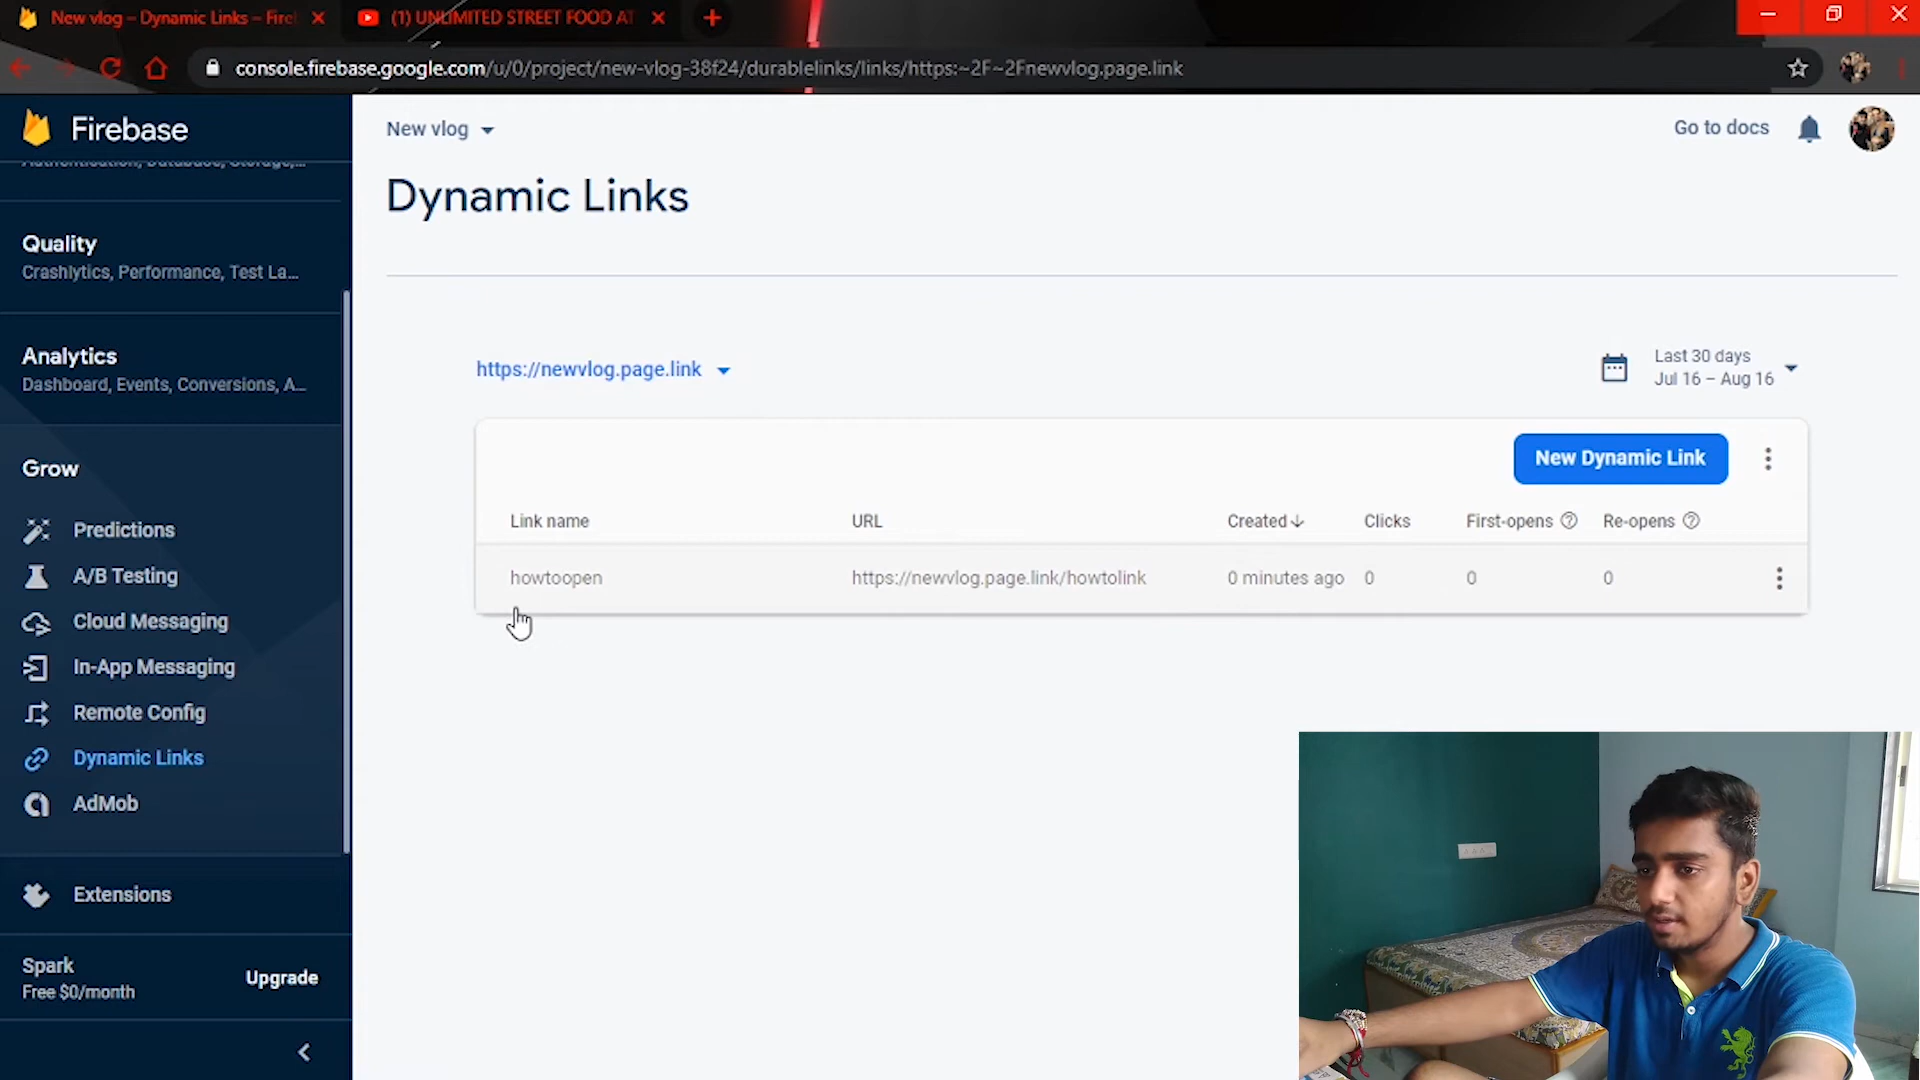 New vlog – Dynamic Links – Firel
(1) UNLIMITED STREET FOOD AT
console.firebase.google.com/u/0/project/new-vlog-38f24/durablelinks/links/https:~2F~2Fnewvlog.page.link
Firebase
New vlog
Go to docs
Authentication, Database, Storage,...
Dynamic Links
Quality
Crashlytics, Performance, Test La...
Analytics
Dashboard, Events, Conversions, A...
https://newvlog.page.link
Last 30 days
Jul 16 – Aug 16
New Dynamic Link
Grow
Link name URL Created Clicks First-opens Re-opens
howtoopen https://newvlog.page.link/howtolink 0 minutes ago 0 0 0
Predictions
A/B Testing
Cloud Messaging
In-App Messaging
Remote Config
Dynamic Links
AdMob
Extensions
Spark
Free $0/month
Upgrade